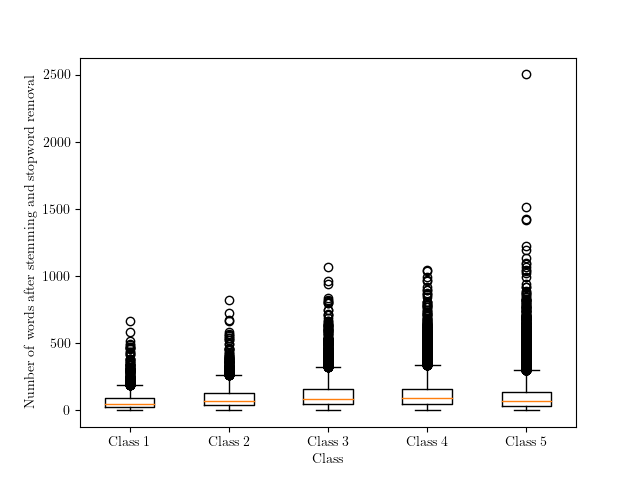 Number of words after stemming and stopword removal
2500
2000
1500
1000
500
0
Class 1 Class 2 Class 3 Class 4 Class 5
Class